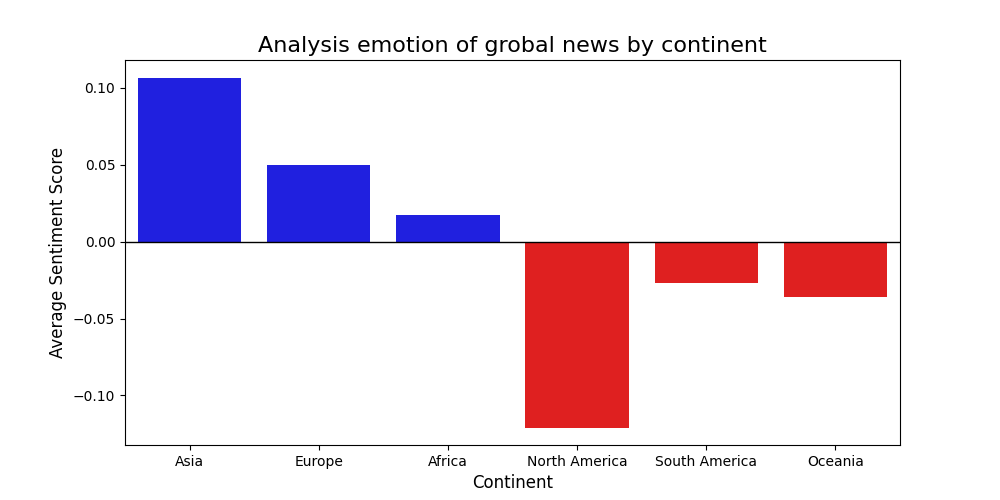 Analysis emotion of grobal news by continent
Average Sentiment Score
0.10
0.05
0.00
−0.05
−0.10
Asia Europe Africa North America South America Oceania
Continent